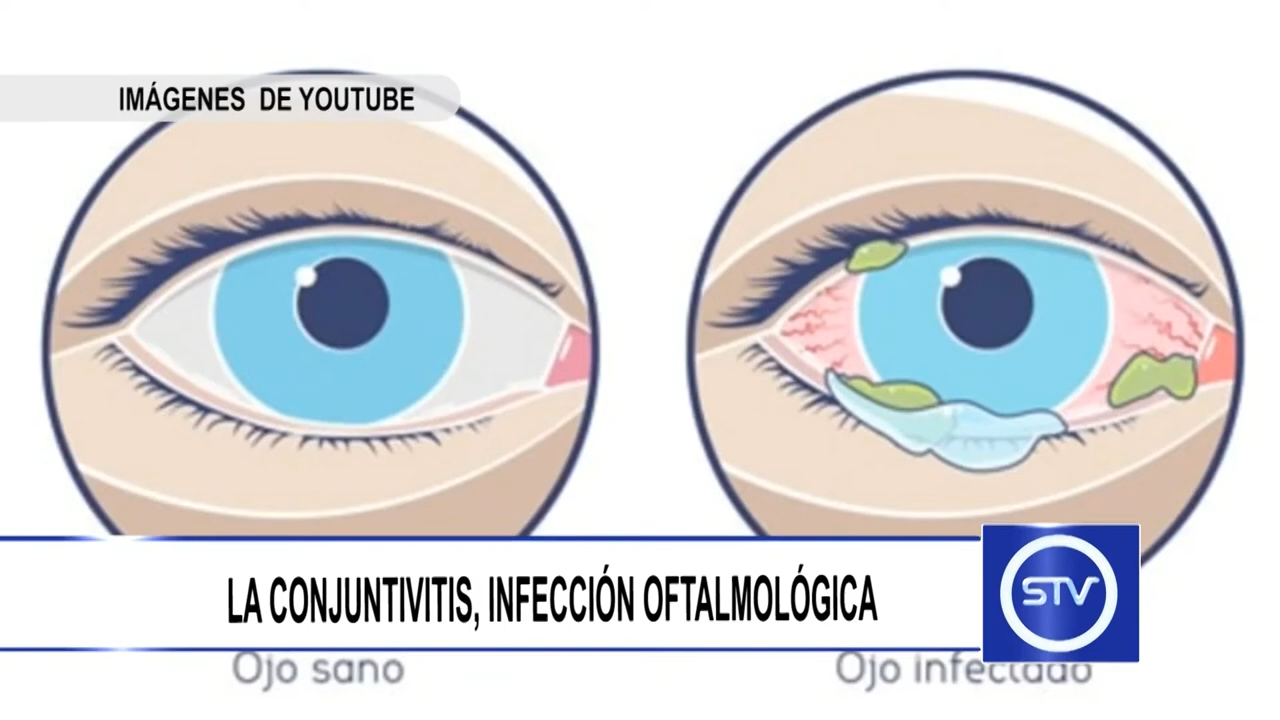 IMÁGENES DE YOUTUBE
LA CONJUNTIVITIS, INFECCIÓN OFTALMOLÓGICA
STV
Ojo sano
Ojo infectado